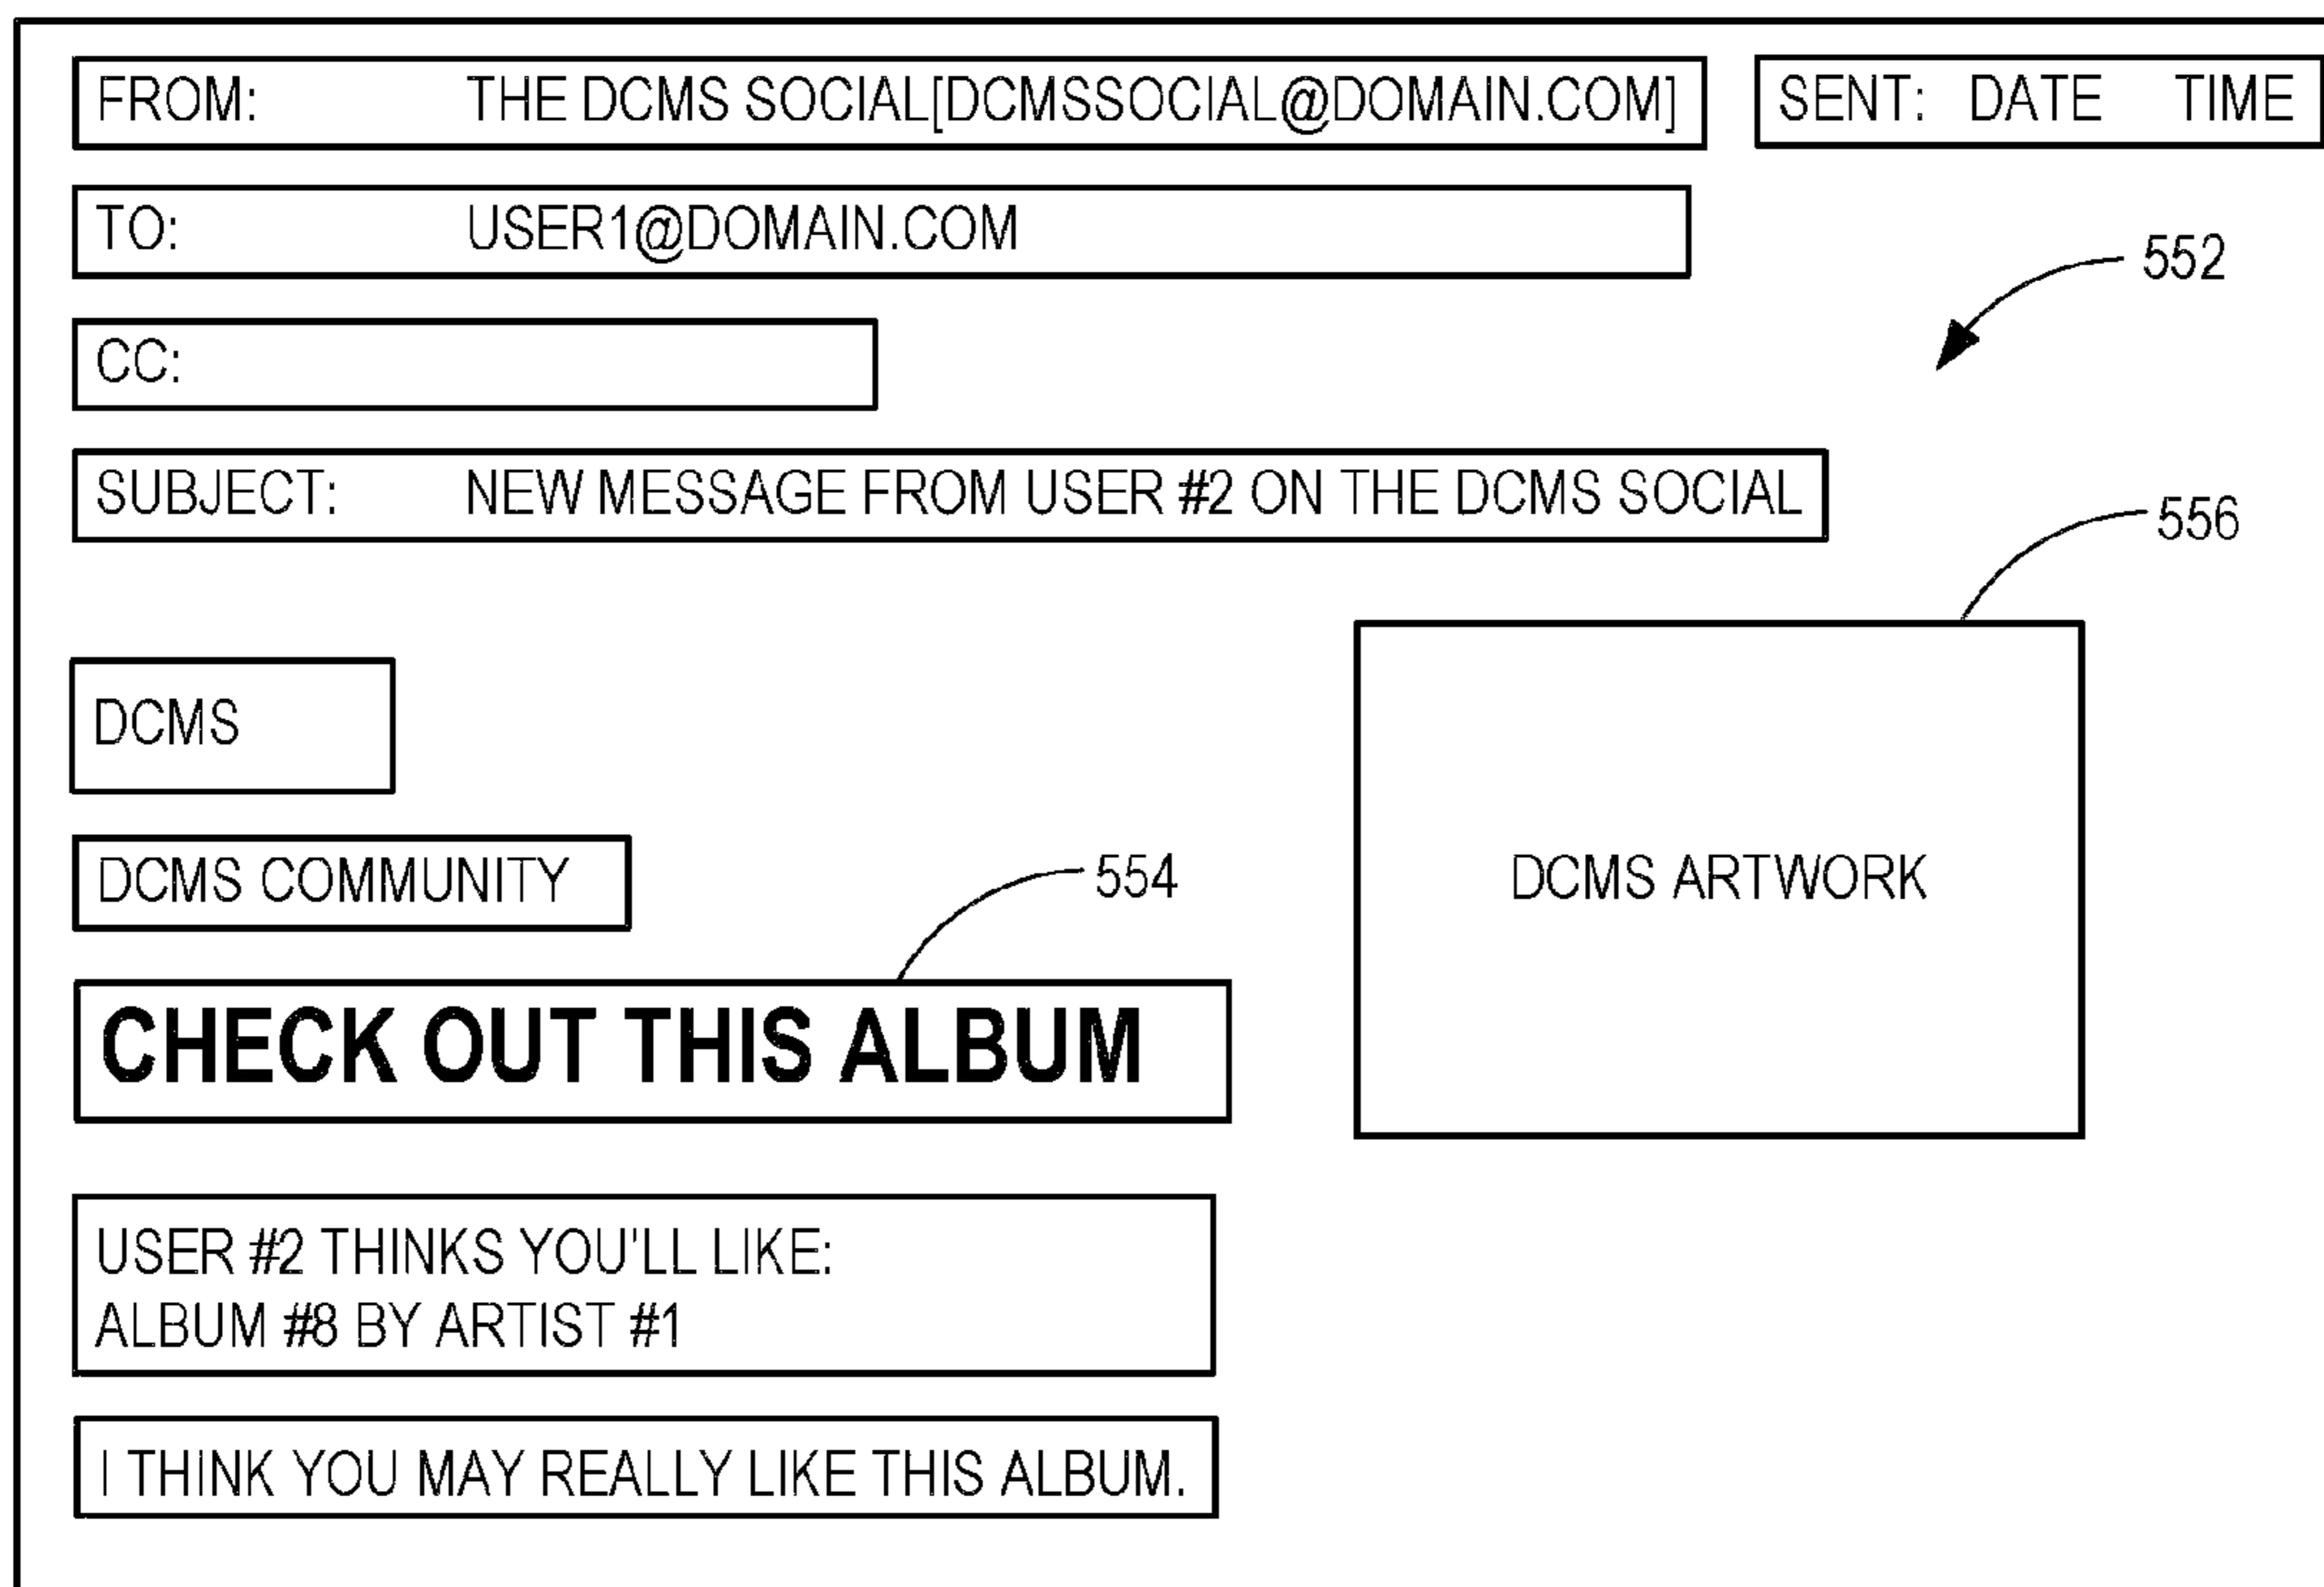 FROM: THE DCMS SOCIAL[DCMSSOCIAL@DOMAIN.COM] SENT: DATE TIME
TO: USER1@DOMAIN.COM
552
CC:
SUBJECT: NEW MESSAGE FROM USER #2 ON THE DCMS SOCIAL
556
DCMS
DCMS COMMUNITY
554
DCMS ARTWORK
CHECK OUT THIS ALBUM
USER #2 THINKS YOU'LL LIKE:
ALBUM #8 BY ARTIST #1
I THINK YOU MAY REALLY LIKE THIS ALBUM.